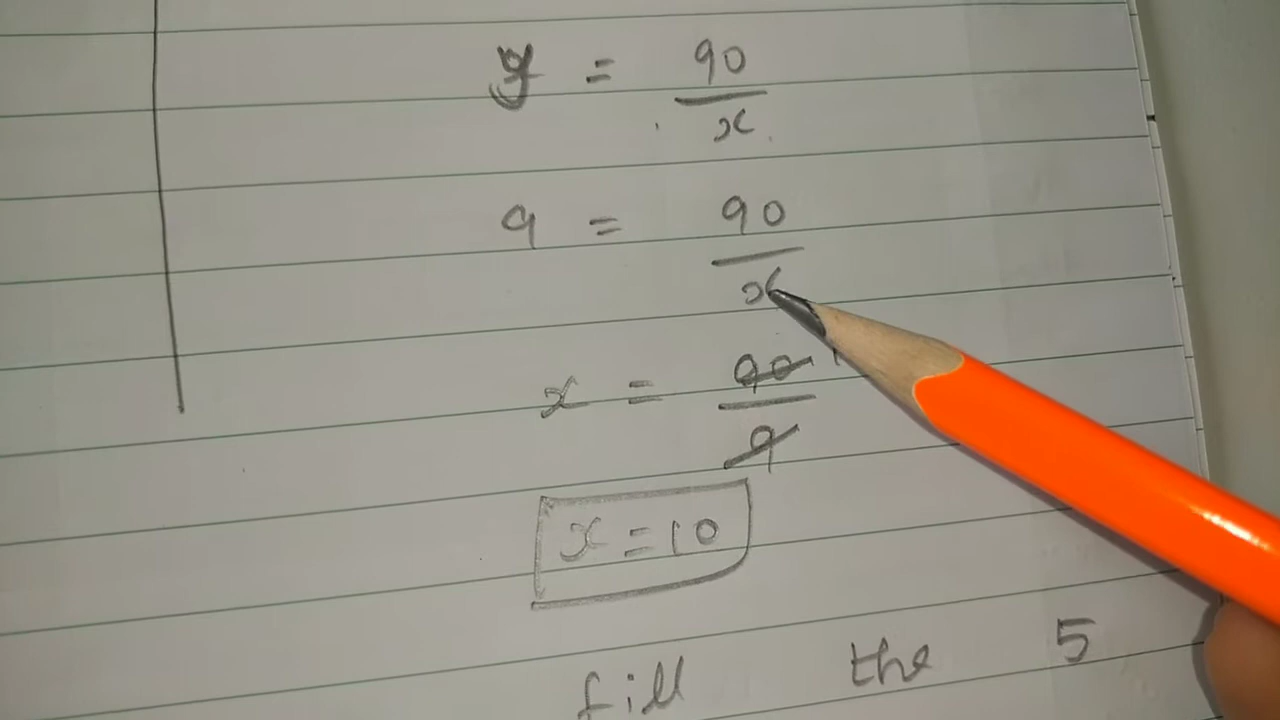 y = 90/x
9 = 90/x
x = 90/9
x = 10
fill the 5